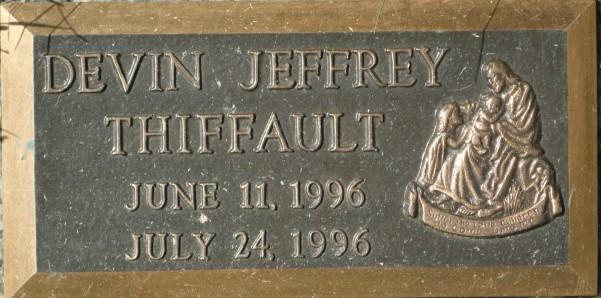 DEVIN JEFFREY
THIFFAULT
JUNE 11, 1996
JULY 24, 1996